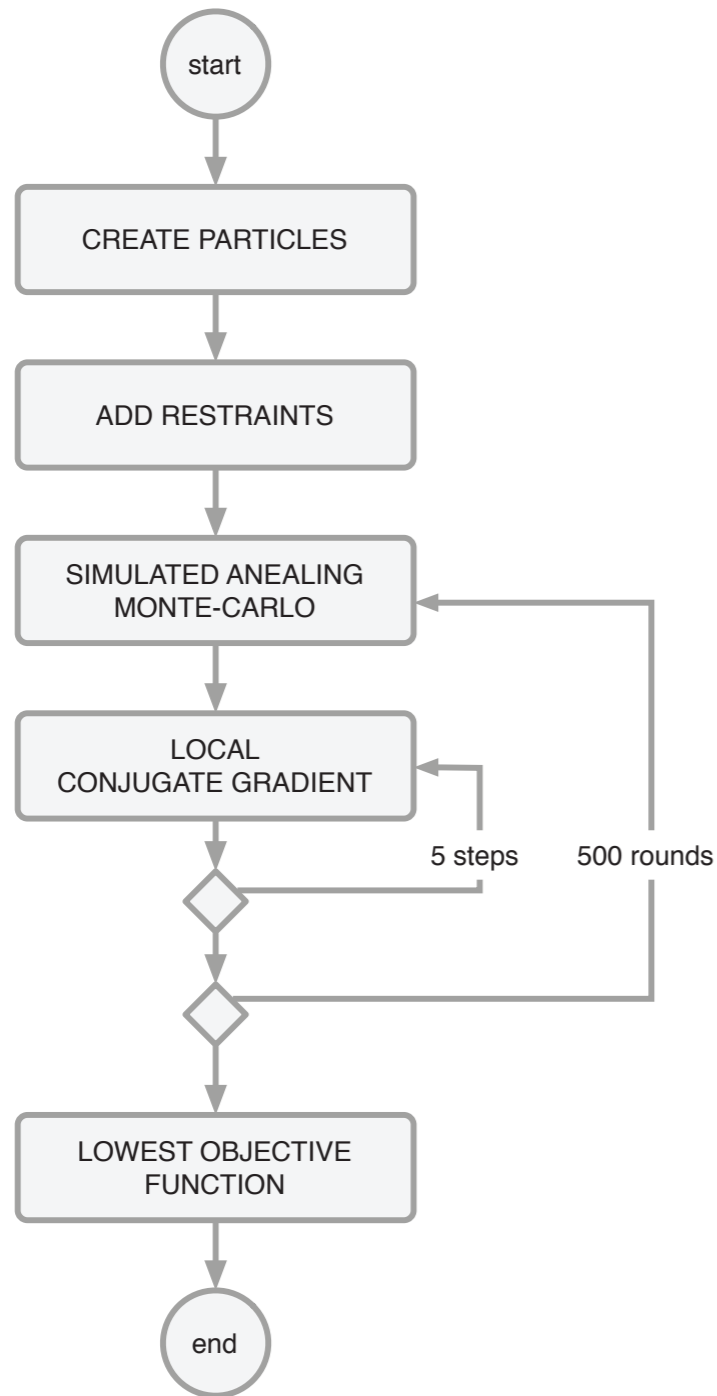 start
CREATE PARTICLES
ADD RESTRAINTS
SIMULATED ANEALING
MONTE-CARLO
LOCAL
CONJUGATE GRADIENT
5 steps
500 rounds
LOWEST OBJECTIVE
FUNCTION
end